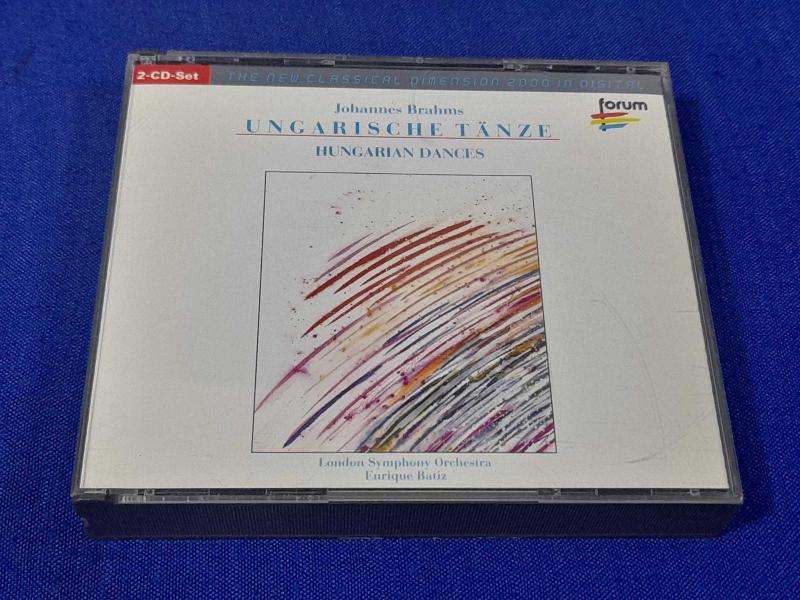 2-CD-Set
THE NEW CLASSICAL DIMENSION 2000 IN DIGITAL
forum
Johannes Brahms
UNGARISCHE TÄNZE
HUNGARIAN DANCES
London Symphony Orchestra
Enrique Batiz